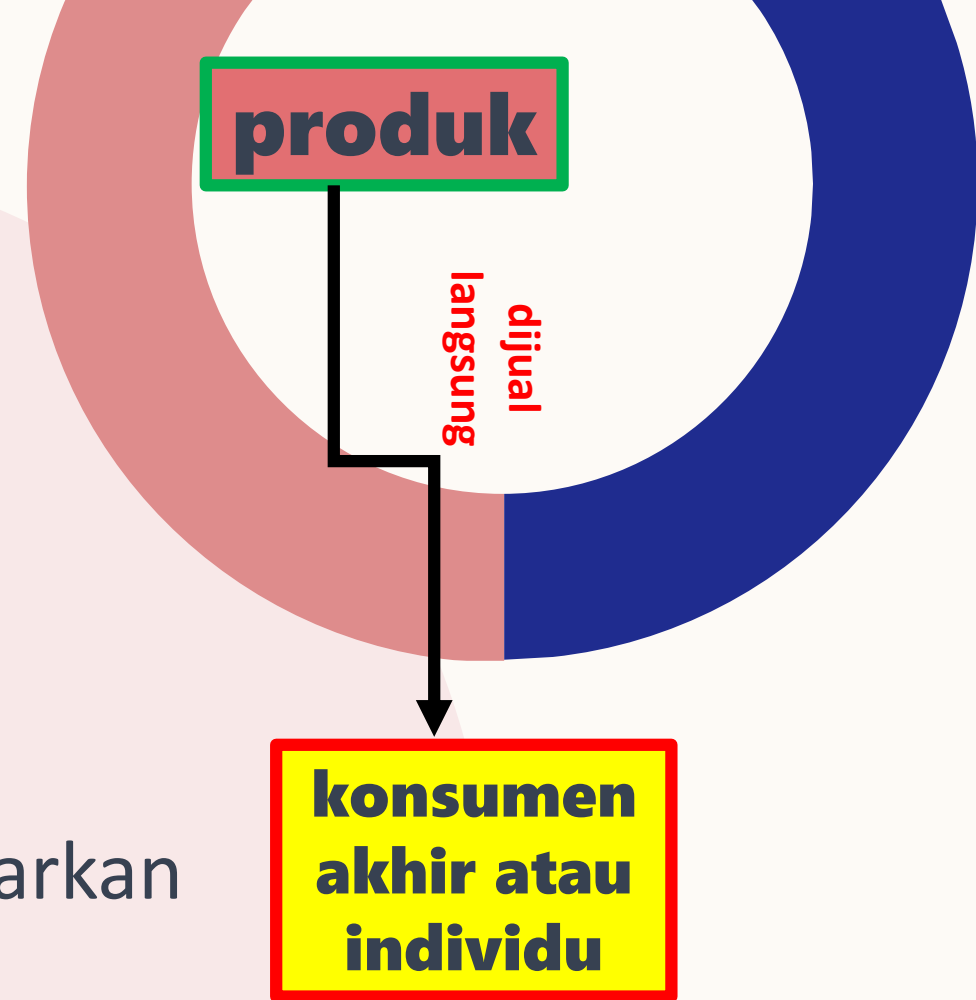 produk
dijual
langsung
arkan
konsumen
akhir atau
individu